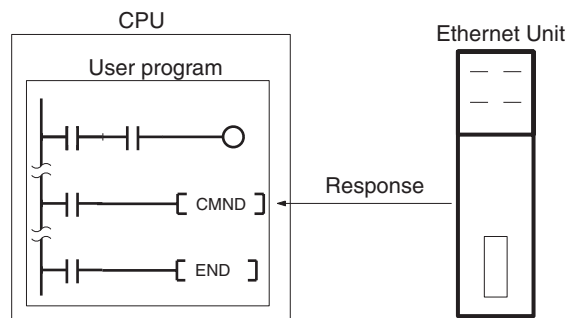 CPU
Ethernet Unit
User program
CMND
Response
END